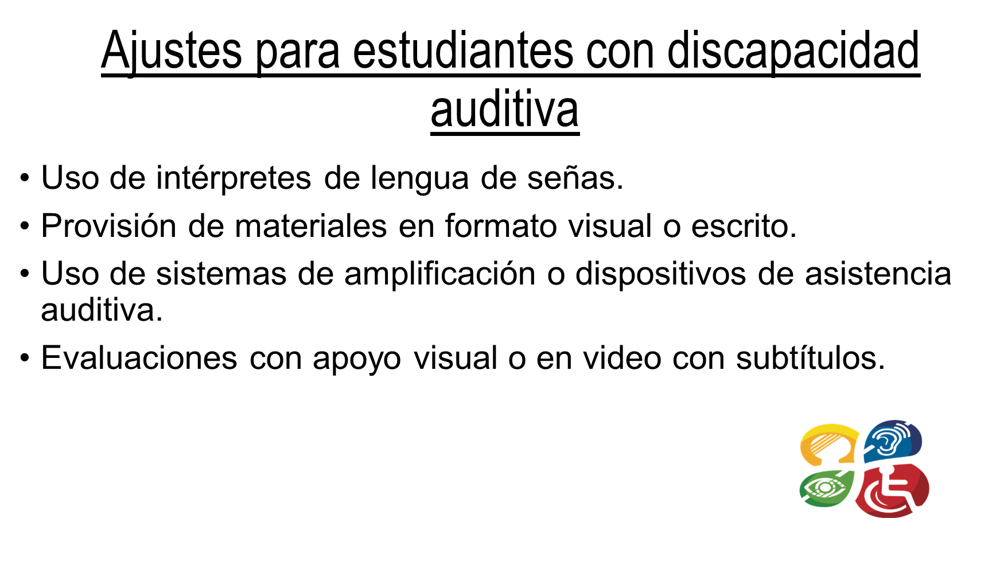 Ajustes para estudiantes con discapacidad
auditiva
• Uso de intérpretes de lengua de señas.
• Provisión de materiales en formato visual o escrito.
• Uso de sistemas de amplificación o dispositivos de asistencia
auditiva.
• Evaluaciones con apoyo visual o en video con subtítulos.